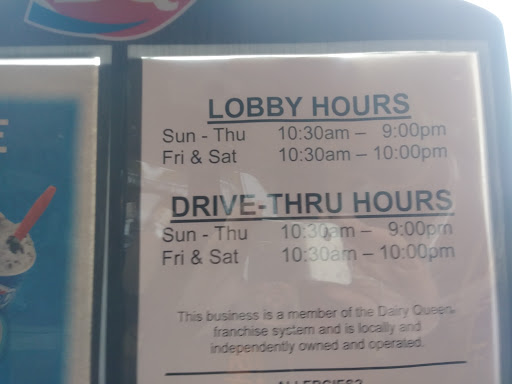 LOBBY HOURS
Sun - Thu 10:30am – 9:00pm
Fri & Sat 10:30am – 10:00pm
DRIVE-THRU HOURS
Sun - Thu 10:30am – 9:00pm
Fri & Sat 10:30am – 10:00pm
This business is a member of the Dairy Queen®
franchise system and is locally and
independently owned and operated.
ALLERGIES?